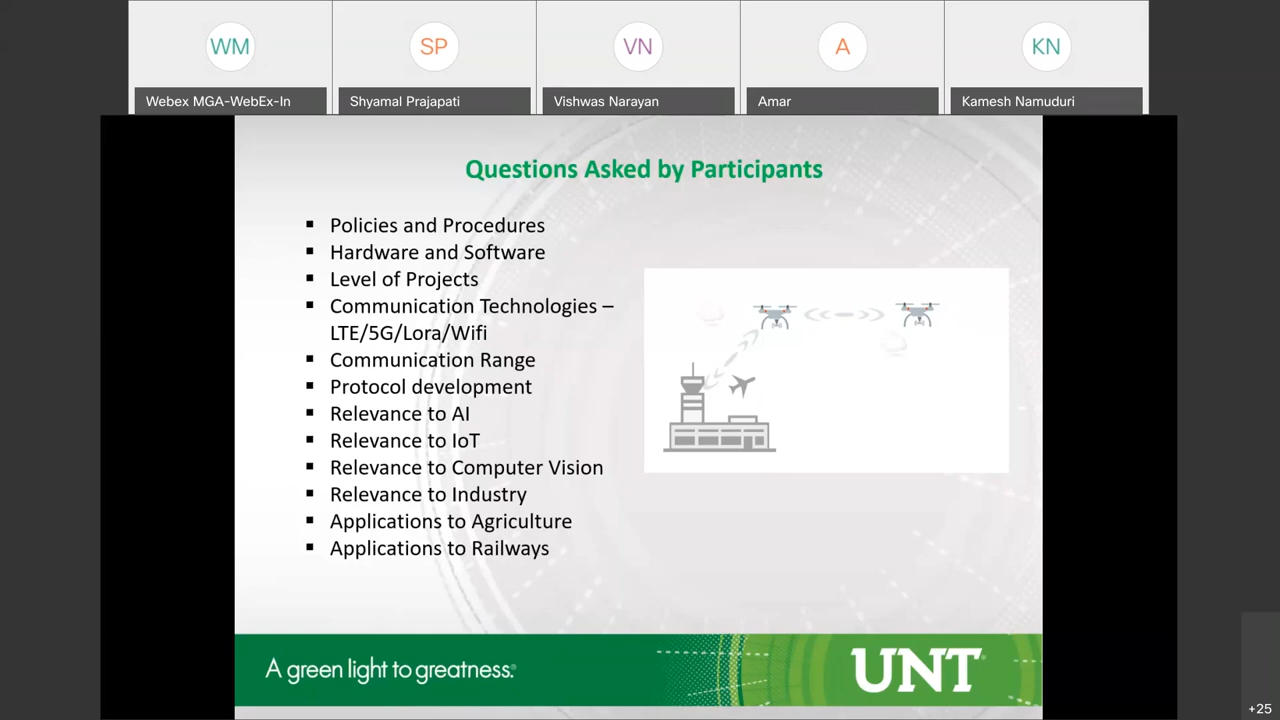 WM
SP
VN
A
KN
Webex MGA-WebEx-In
Shyamal Prajapati
Vishwas Narayan
Amar
Kamesh Namuduri
Questions Asked by Participants
▪ Policies and Procedures
▪ Hardware and Software
▪ Level of Projects
▪ Communication Technologies –
LTE/5G/Lora/Wifi
▪ Communication Range
▪ Protocol development
▪ Relevance to AI
▪ Relevance to IoT
▪ Relevance to Computer Vision
▪ Relevance to Industry
▪ Applications to Agriculture
▪ Applications to Railways
A green light to greatness.®
UNT®
+25